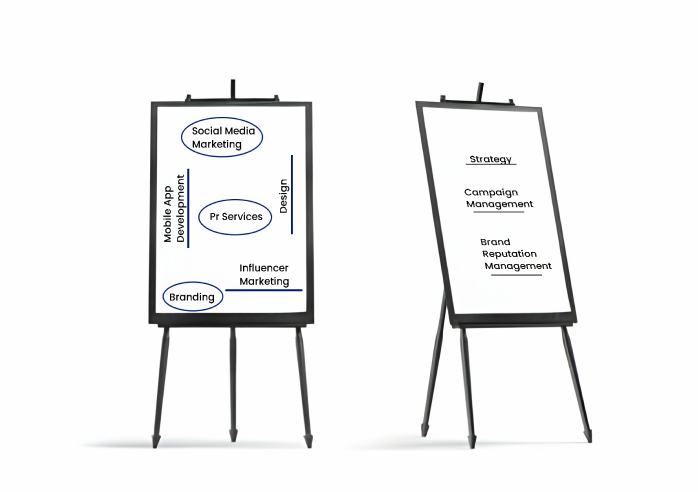 Social Media
Marketing
Mobile App
Development
Design
Pr Services
Influencer
Marketing
Branding
Strategy
Campaign
Management
Brand
Reputation
Management